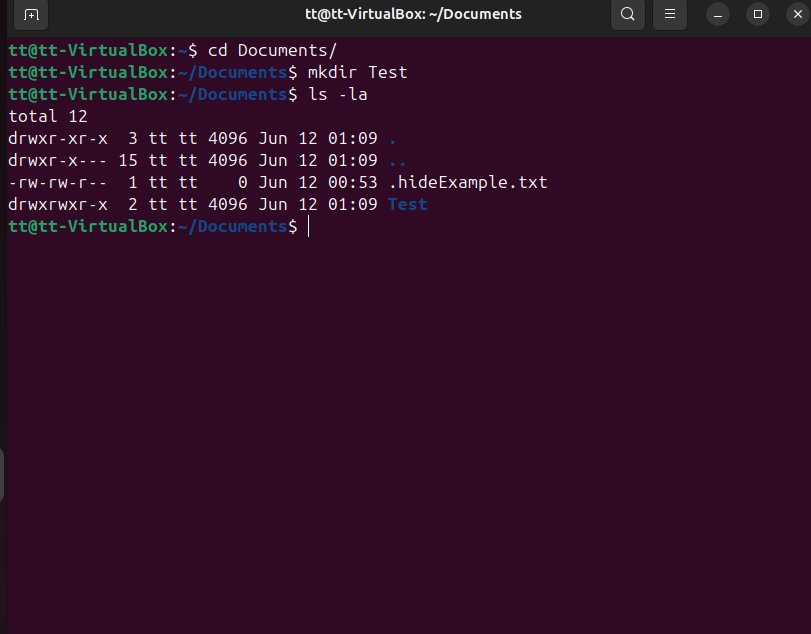 tt@tt-VirtualBox: ~/Documents
tt@tt-VirtualBox:~$ cd Documents/
tt@tt-VirtualBox:~/Documents$ mkdir Test
tt@tt-VirtualBox:~/Documents$ ls -la
total 12
drwxr-xr-x  3 tt tt 4096 Jun 12 01:09 .
drwxr-x--- 15 tt tt 4096 Jun 12 01:09 ..
-rw-rw-r--  1 tt tt    0 Jun 12 00:53 .hideExample.txt
drwxrwxr-x  2 tt tt 4096 Jun 12 01:09 Test
tt@tt-VirtualBox:~/Documents$